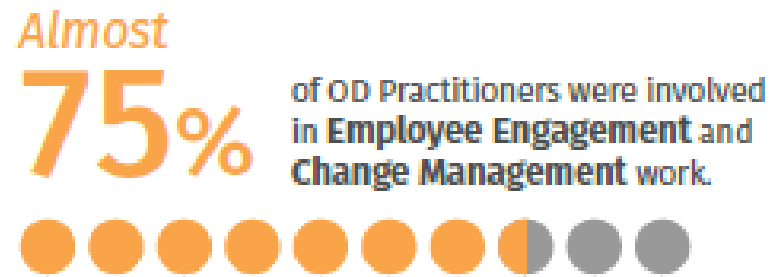 Almost
75%
of OD Practitioners were involved
in Employee Engagement and
Change Management work.